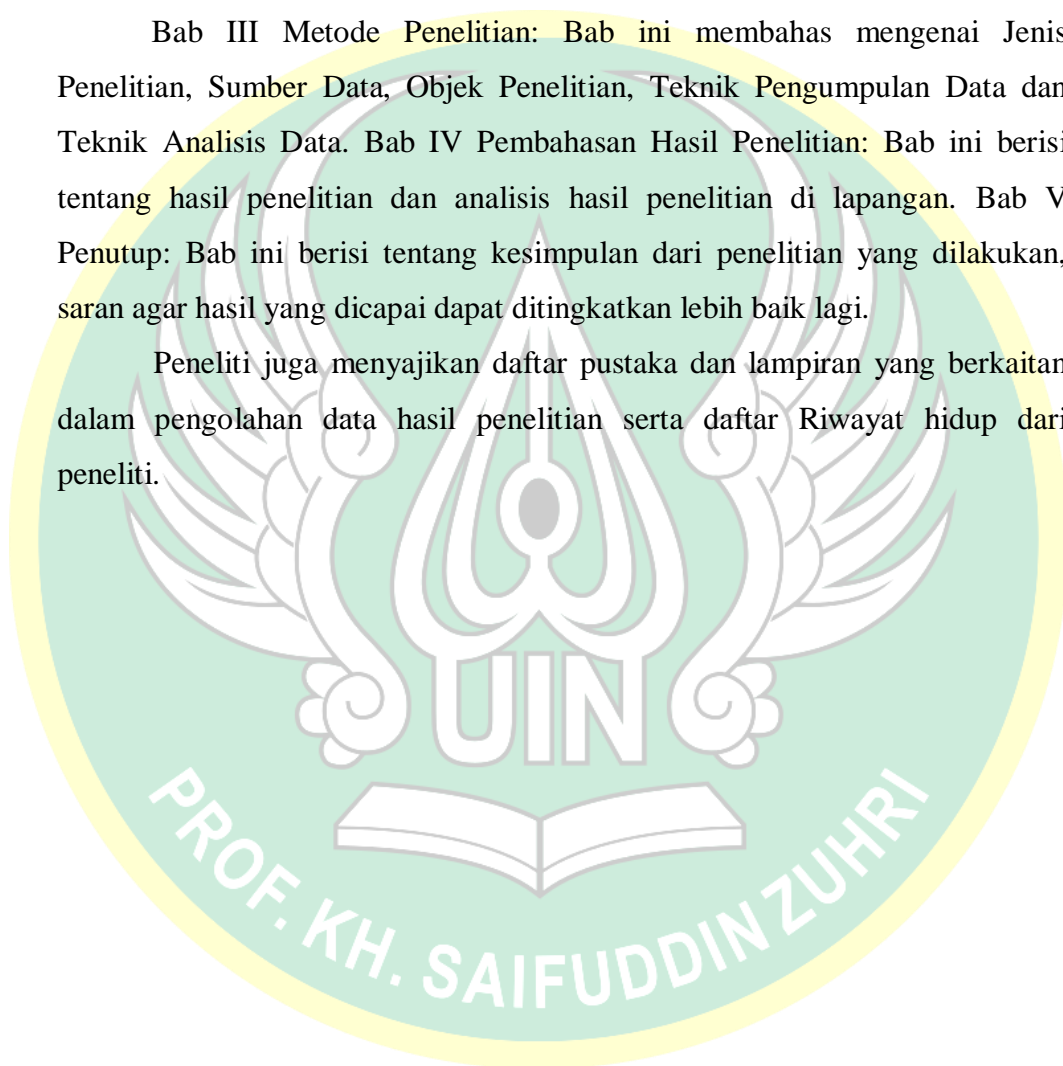 Bab III Metode Penelitian: Bab ini membahas mengenai Jenis
Penelitian, Sumber Data, Objek Penelitian, Teknik Pengumpulan Data dan
Teknik Analisis Data. Bab IV Pembahasan Hasil Penelitian: Bab ini berisi
tentang hasil penelitian dan analisis hasil penelitian di lapangan. Bab V
Penutup: Bab ini berisi tentang kesimpulan dari penelitian yang dilakukan,
saran agar hasil yang dicapai dapat ditingkatkan lebih baik lagi.
Peneliti juga menyajikan daftar pustaka dan lampiran yang berkaitan
dalam pengolahan data hasil penelitian serta daftar Riwayat hidup dari
peneliti.
UIN
PROF. KH. SAIFUDDIN ZUHRI